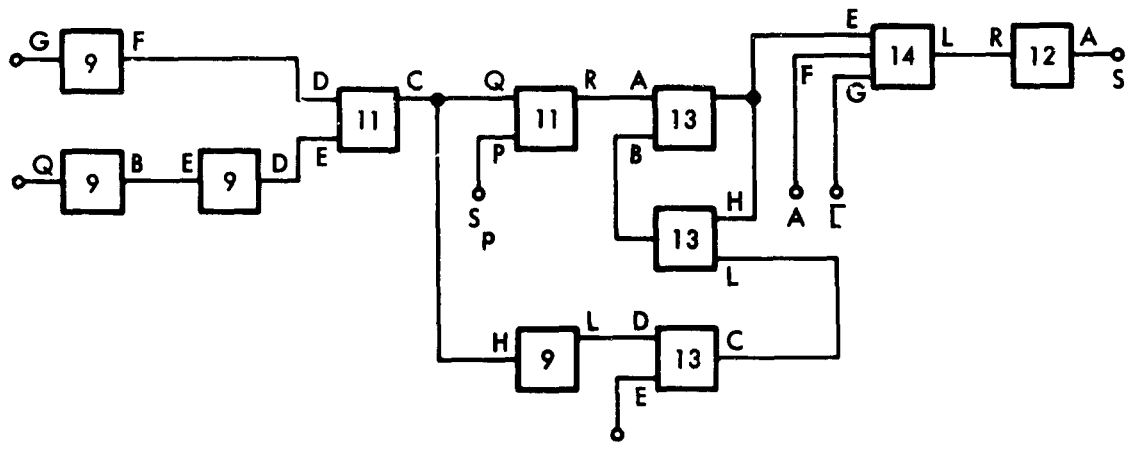 E
G F L R A
9 14 12
F S
D C Q R A G
11 11 13
E P B
Q B E D
9 9
S p A L
H
13
L
H L D C
9 13
E